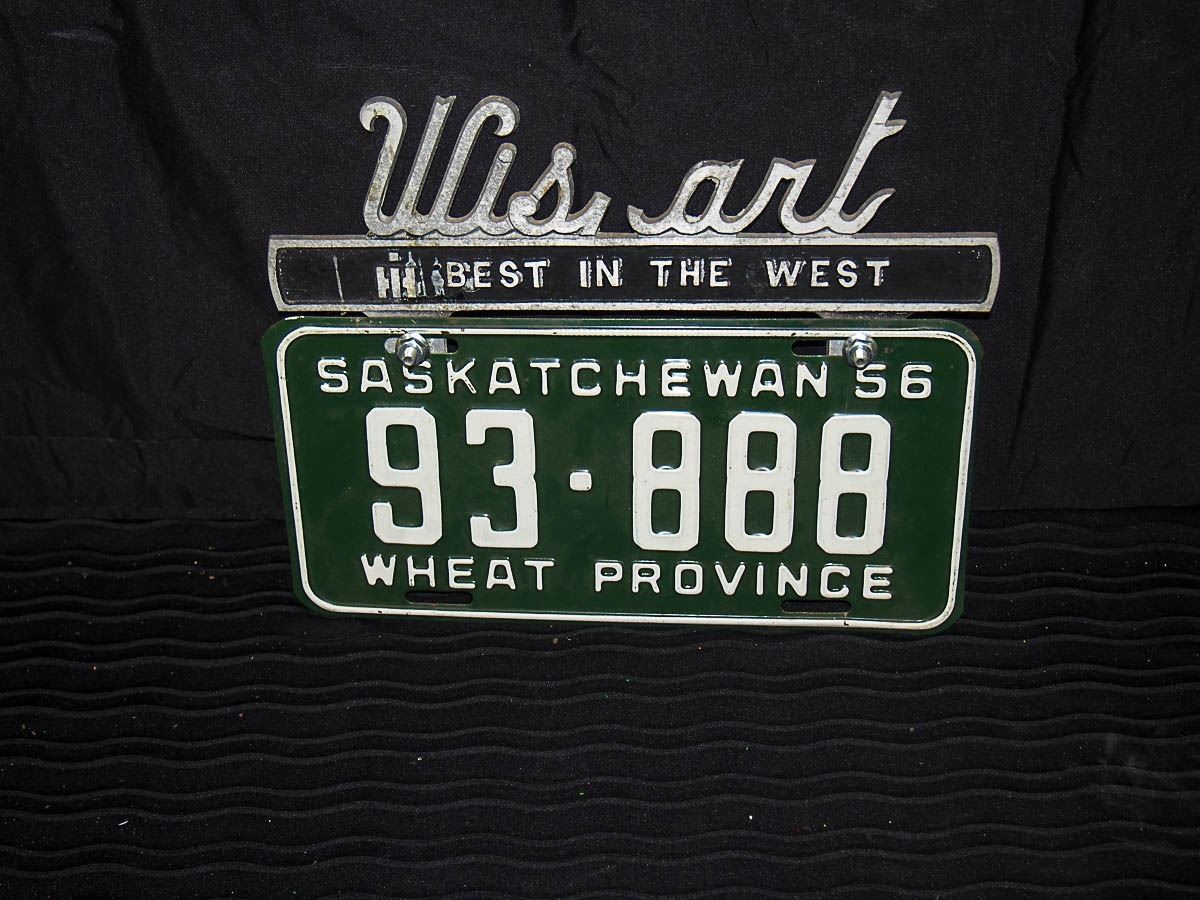 Wis art
BEST IN THE WEST
SASKATCHEWAN 56
93·888
WHEAT PROVINCE